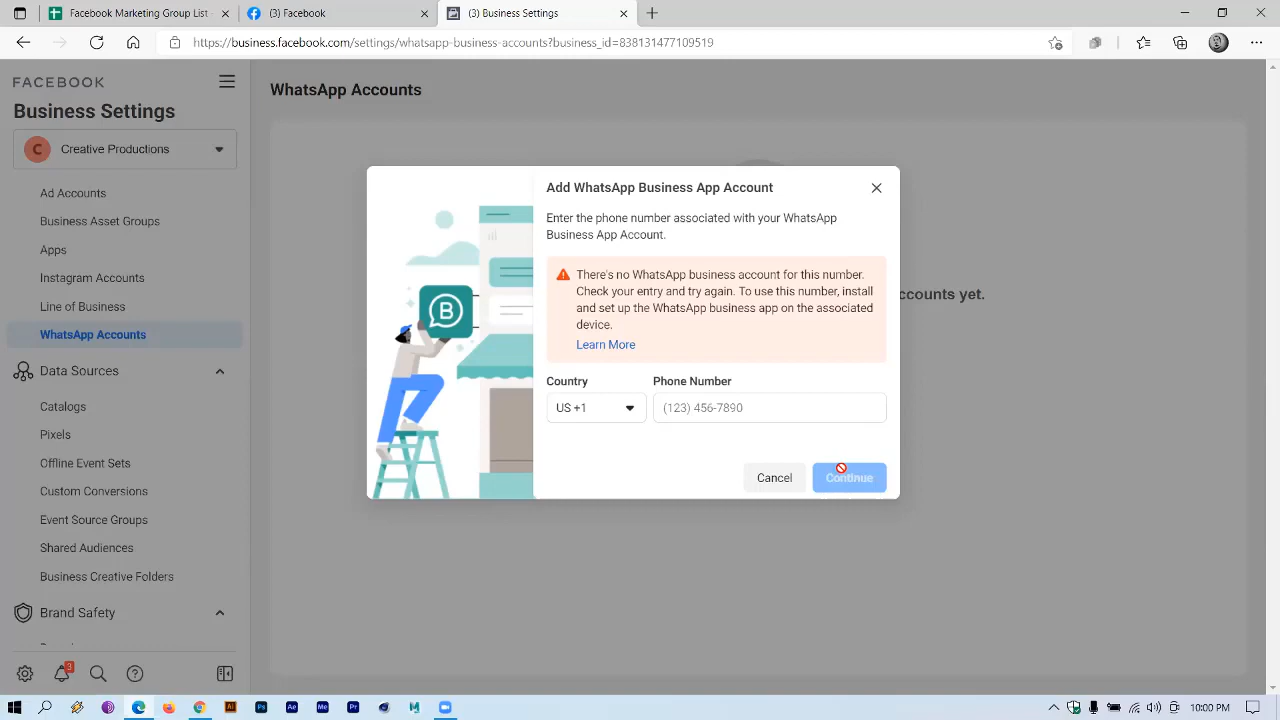 Facebook Marketing Group List -
(3) Facebook
(3) Business Settings
https://business.facebook.com/settings/whatsapp-business-accounts?business_id=838131477109519
FACEBOOK
Business Settings
C Creative Productions
Ad Accounts
Business Asset Groups
Apps
Instagram Accounts
Line of Business
WhatsApp Accounts
Data Sources
Catalogs
Pixels
Offline Event Sets
Custom Conversions
Event Source Groups
Shared Audiences
Business Creative Folders
Brand Safety
3
WhatsApp Accounts
ccounts yet.
B
Add WhatsApp Business App Account
Enter the phone number associated with your WhatsApp
Business App Account.
There's no WhatsApp business account for this number.
Check your entry and try again. To use this number, install
and set up the WhatsApp business app on the associated
device.
Learn More
Country
Phone Number
US +1
(123) 456-7890
Cancel
Continue
Ai
Ps
Ae
Me
Pr
10:00 PM